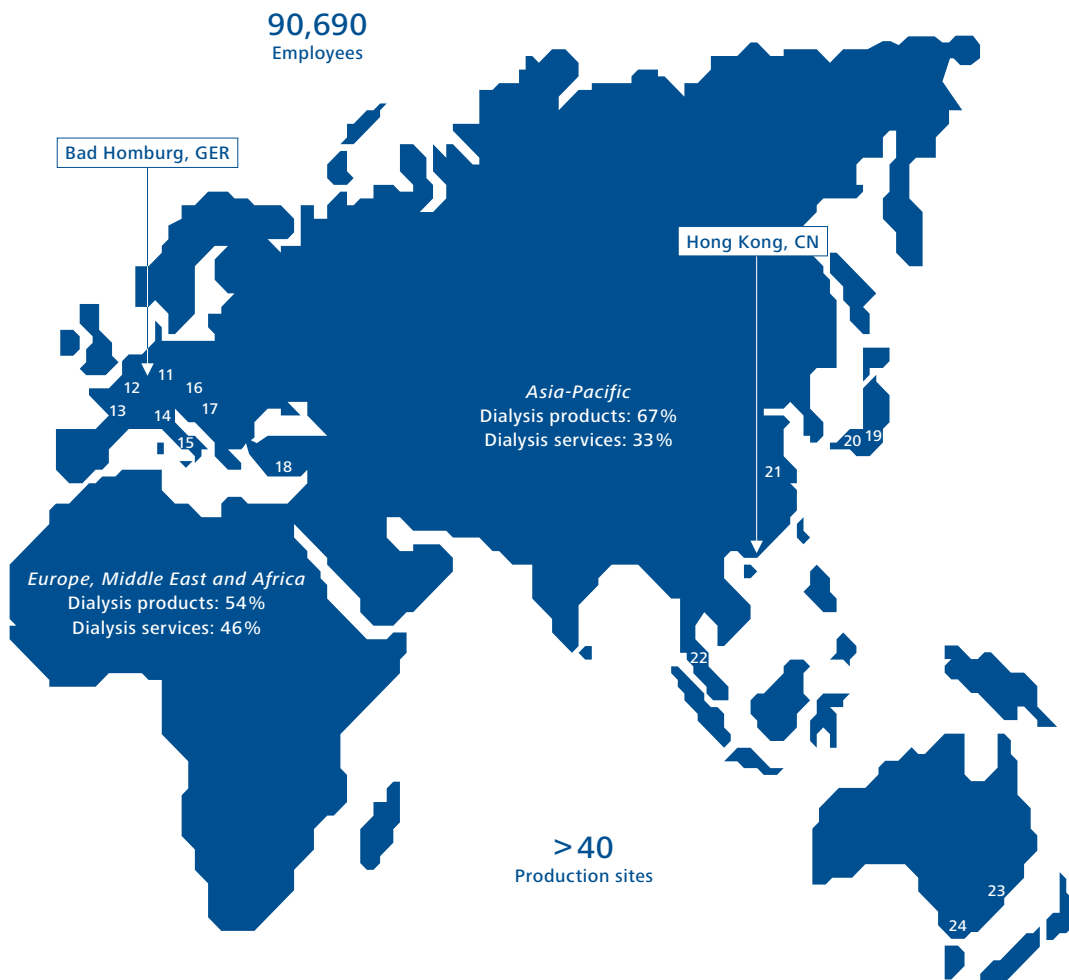 90,690
Employees
Bad Homburg, GER
Hong Kong, CN
11
12
16
13
14
17
15
18
Asia-Pacific
Dialysis products: 67%
Dialysis services: 33%
20
19
21
Europe, Middle East and Africa
Dialysis products: 54%
Dialysis services: 46%
22
>40
Production sites
23
24